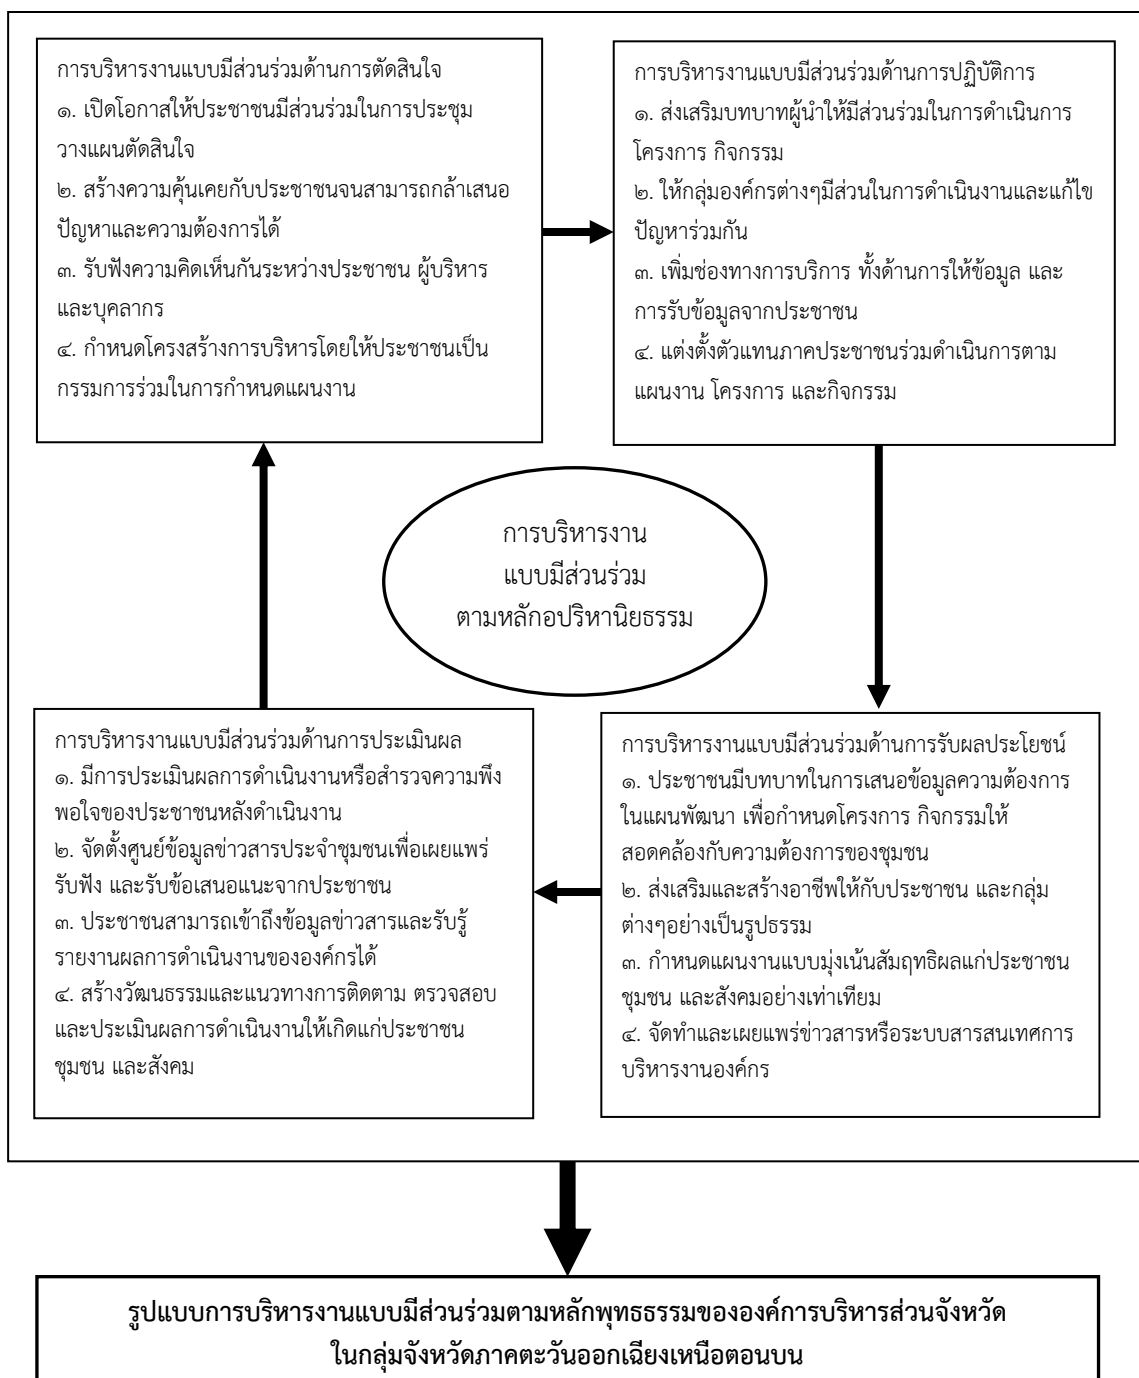 การบริหารงานแบบมีส่วนร่วมด้านการตัดสินใจ
๑. เปิดโอกาสให้ประชาชนมีส่วนร่วมในการประชุม
วางแผนตัดสินใจ
๒. สร้างความคุ้นเคยกับประชาชนจนสามารถกล้าเสนอ
ปัญหาและความต้องการได้
๓. รับฟังความคิดเห็นกันระหว่างประชาชน ผู้บริหาร
และบุคลากร
๔. กำหนดโครงสร้างการบริหารโดยให้ประชาชนเป็น
กรรมการร่วมในการกำหนดแผนงาน
การบริหารงานแบบมีส่วนร่วมด้านการปฏิบัติการ
๑. ส่งเสริมบทบาทผู้นำให้มีส่วนร่วมในการดำเนินการ
โครงการ กิจกรรม
๒. ให้กลุ่มองค์กรต่างๆมีส่วนในการดำเนินงานและแก้ไข
ปัญหาร่วมกัน
๓. เพิ่มช่องทางการบริการ ทั้งด้านการให้ข้อมูล และ
การรับข้อมูลจากประชาชน
๔. แต่งตั้งตัวแทนภาคประชาชนร่วมดำเนินการตาม
แผนงาน โครงการ และกิจกรรม
การบริหารงาน
แบบมีส่วนร่วม
ตามหลักอปริหานิยธรรม
การบริหารงานแบบมีส่วนร่วมด้านการประเมินผล
๑. มีการประเมินผลการดำเนินงานหรือสำรวจความพึง
พอใจของประชาชนหลังดำเนินงาน
๒. จัดตั้งศูนย์ข้อมูลข่าวสารประจำชุมชนเพื่อเผยแพร่
รับฟัง และรับข้อเสนอแนะจากประชาชน
๓. ประชาชนสามารถเข้าถึงข้อมูลข่าวสารและรับรู้
รายงานผลการดำเนินงานขององค์กรได้
๔. สร้างวัฒนธรรมและแนวทางการติดตาม ตรวจสอบ
และประเมินผลการดำเนินงานให้เกิดแก่ประชาชน
ชุมชน และสังคม
การบริหารงานแบบมีส่วนร่วมด้านการรับผลประโยชน์
๑. ประชาชนมีบทบาทในการเสนอข้อมูลความต้องการ
ในแผนพัฒนา เพื่อกำหนดโครงการ กิจกรรมให้
สอดคล้องกับความต้องการของชุมชน
๒. ส่งเสริมและสร้างอาชีพให้กับประชาชน และกลุ่ม
ต่างๆอย่างเป็นรูปธรรม
๓. กำหนดแผนงานแบบมุ่งเน้นสัมฤทธิผลแก่ประชาชน
ชุมชน และสังคมอย่างเท่าเทียม
๔. จัดทำและเผยแพร่ข่าวสารหรือระบบสารสนเทศการ
บริหารงานองค์กร
รูปแบบการบริหารงานแบบมีส่วนร่วมตามหลักพุทธธรรมขององค์การบริหารส่วนจังหวัด
ในกลุ่มจังหวัดภาคตะวันออกเฉียงเหนือตอนบน